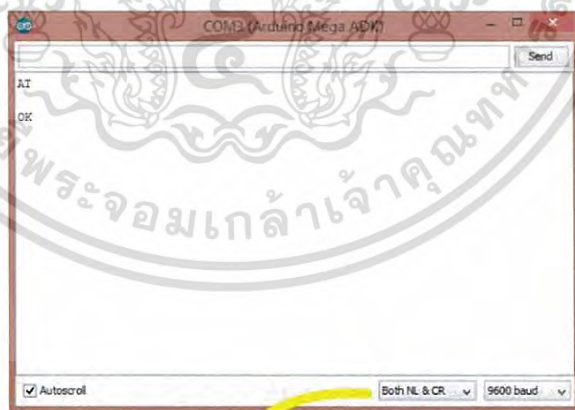 COM3 (Arduino Mega ADK)
Send
AT
OK
พระจอมเกล้าเจ้าคุณท
Autoscroll
Both NL & CR
9600 baud